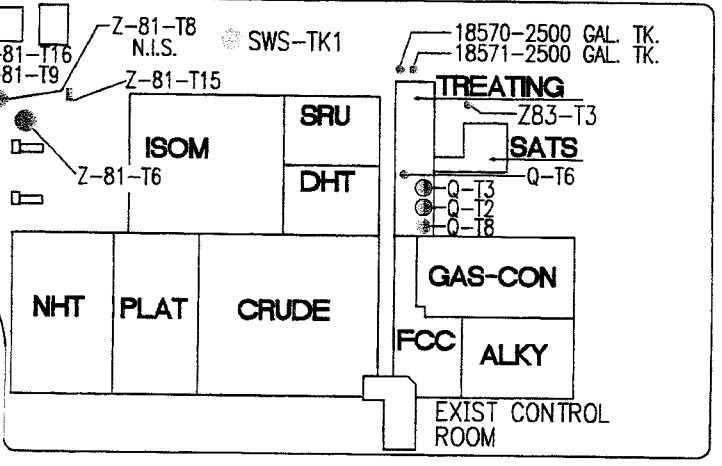 Z-81-T8
N.I.S.
SWS-TK1
18570-2500 GAL. TK.
18571-2500 GAL. TK.
81-T16
81-T9
Z-81-T15
TREATING
Z83-T3
SRU
ISOM
SATS
Z-81-T6
DHT
Q-T6
Q-T3
Q-T2
Q-T8
GAS-CON
NHT
PLAT
CRUDE
FCC
ALKY
EXIST CONTROL
ROOM